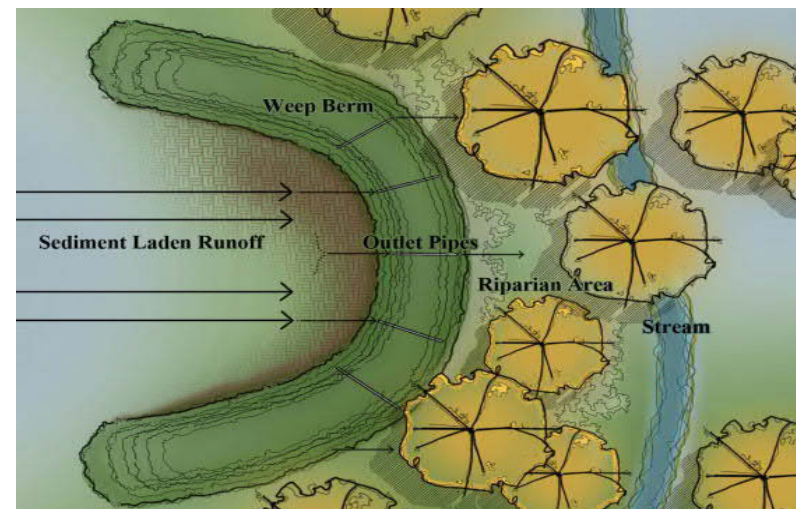 Weep Berm
Sediment Laden Runoff
Outlet Pipes
Riparian Area
Stream